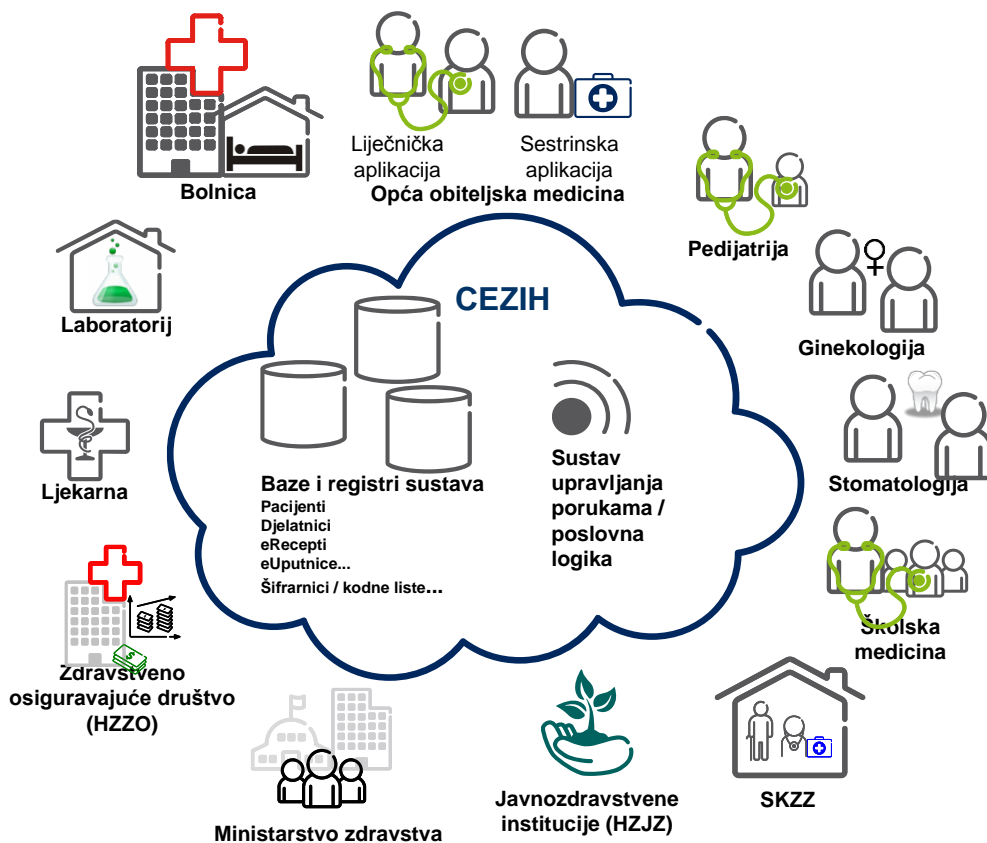 Bolnica
Liječnička
aplikacija
Sestrinska
aplikacija
Opća obiteljska medicina
Pedijatrija
Laboratorij
CEZIH
Ginekologija
Ljekarna
Baze i registri sustava
Pacijenti
Djelatnici
eRecepti
eUputnice...
Šifrarnici / kodne liste...
Sustav
upravljanja
porukama /
poslovna
logika
Stomatologija
Školska
medicina
Zdravstveno
osiguravajuće društvo
(HZZO)
$
Ministarstvo zdravstva
Javnozdravstvene
institucije (HZJZ)
SKZZ